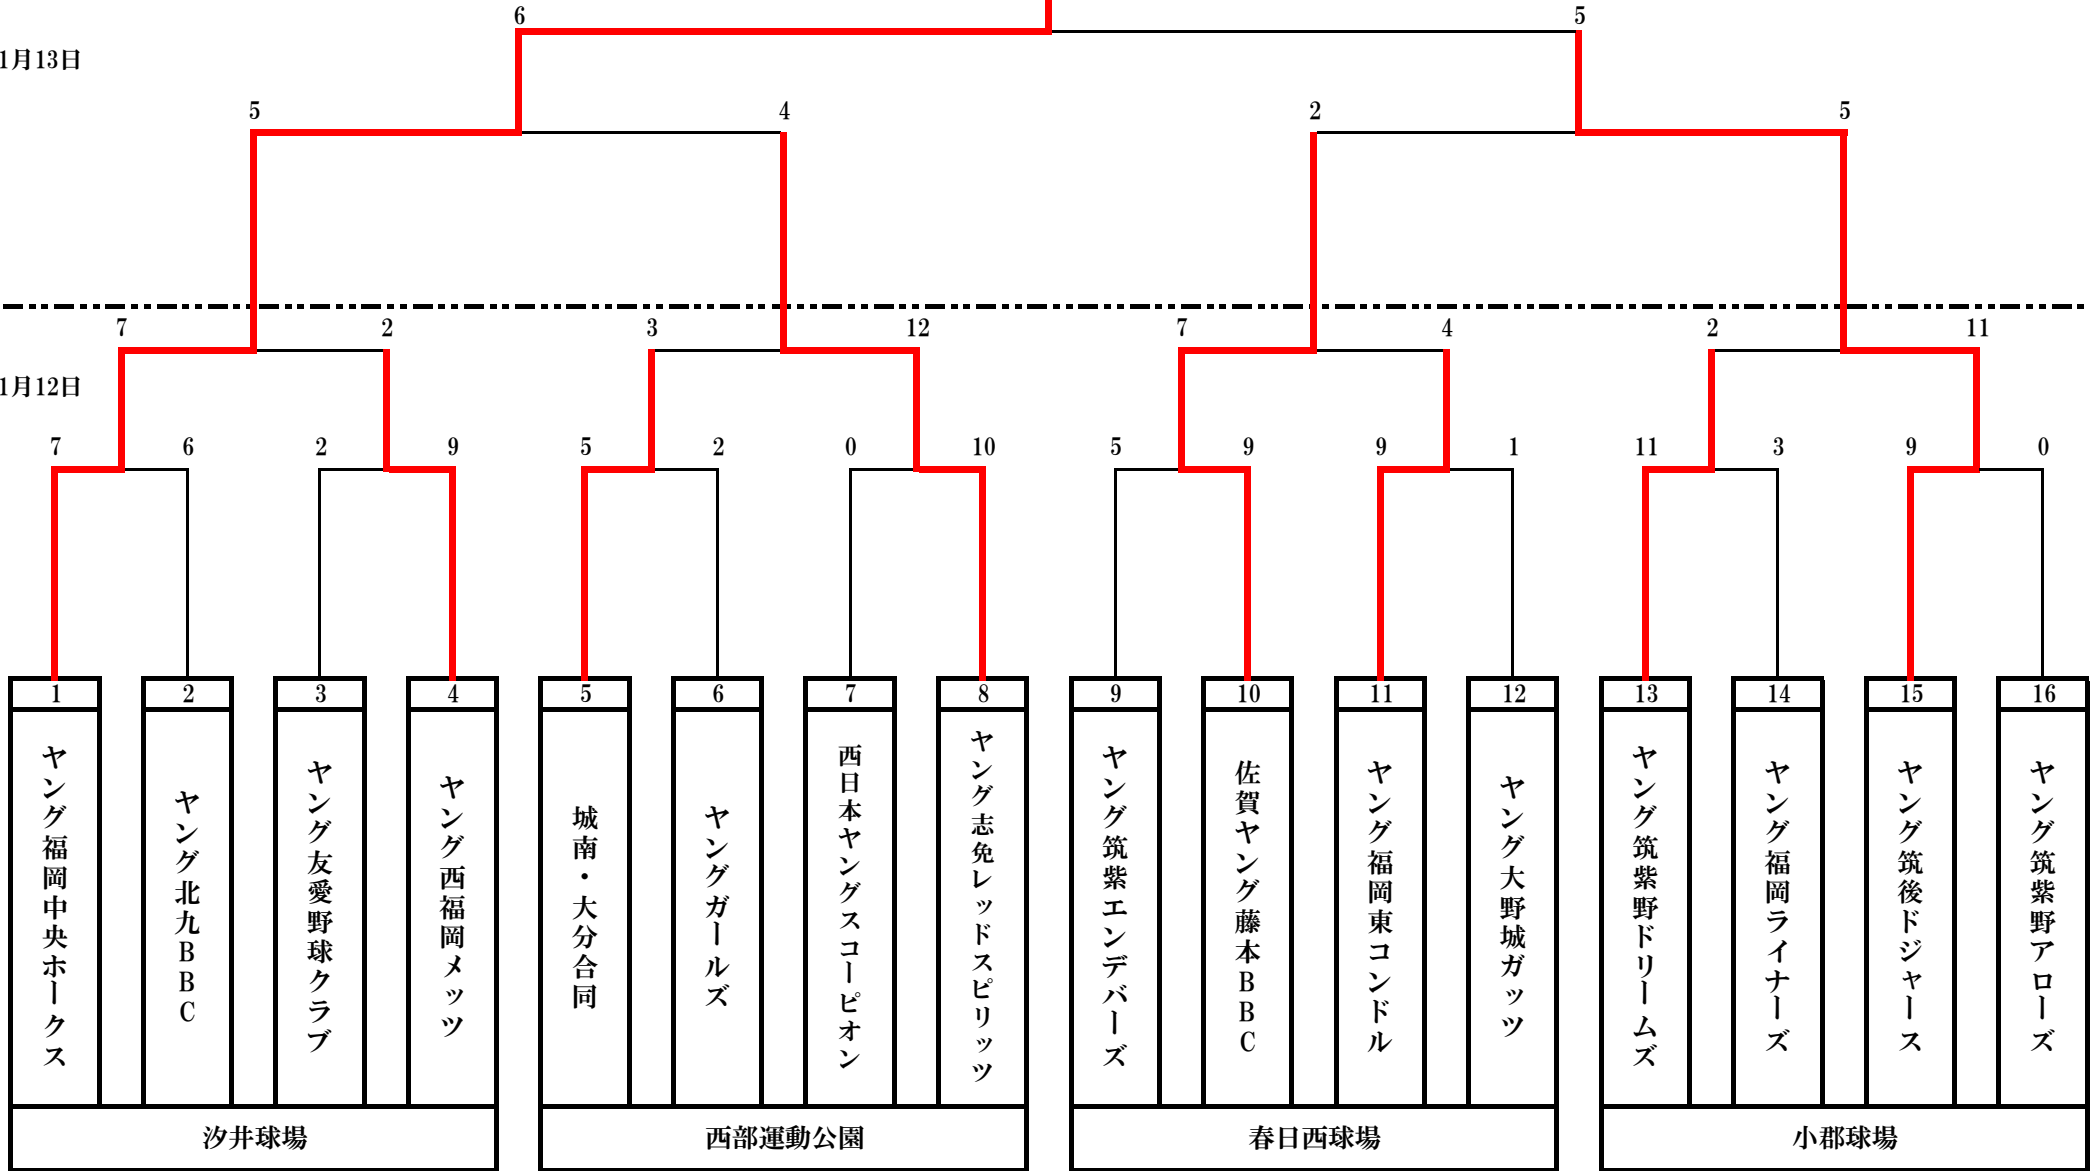 6 5
1月13日
5 4 2 5
7 2 3 12 7 4 2 11
1月12日
7 6 2 9 5 2 0 10 5 9 9 1 11 3 9 0
1 2 3 4 5 6 7 8 9 10 11 12 13 14 15 16
ヤング福岡中央ホークス
ヤング北九BBC
ヤング友愛野球クラブ
ヤング西福岡メッツ
城南・大分合同
ヤングガールズ
西日本ヤングスコーピオン
ヤング志免レッドスピリッツ
ヤング筑紫エンデバーズ
佐賀ヤング藤本BBC
ヤング福岡東コンドル
ヤング大野城ガッツ
ヤング筑紫野ドリームズ
ヤング福岡ライナーズ
ヤング筑後ドジャース
ヤング筑紫野アローズ
汐井球場 西部運動公園 春日西球場 小郡球場